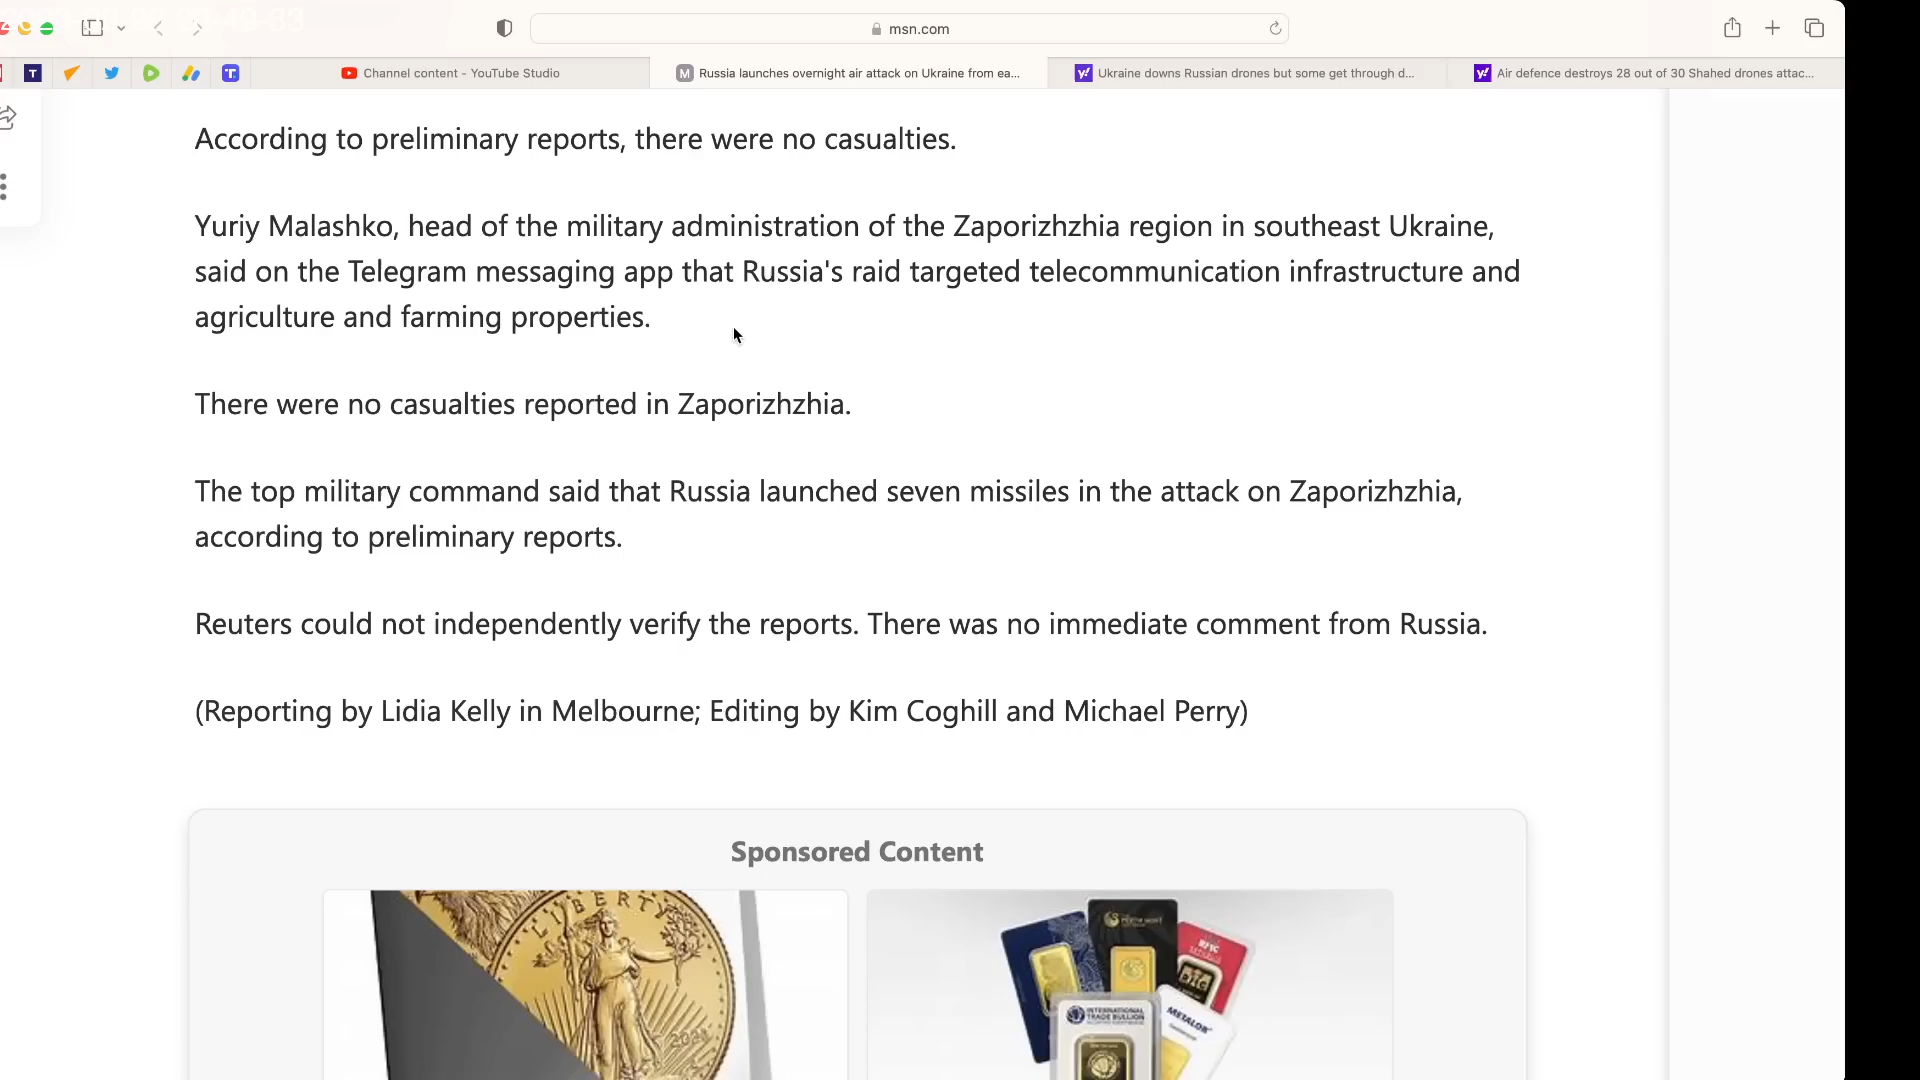 msn.com
Channel content - YouTube Studio
Russia launches overnight air attack on Ukraine from ea...
Ukraine downs Russian drones but some get through d...
Air defence destroys 28 out of 30 Shahed drones attac...
According to preliminary reports, there were no casualties.
Yuriy Malashko, head of the military administration of the Zaporizhzhia region in southeast Ukraine,
said on the Telegram messaging app that Russia's raid targeted telecommunication infrastructure and
agriculture and farming properties.
There were no casualties reported in Zaporizhzhia.
The top military command said that Russia launched seven missiles in the attack on Zaporizhzhia,
according to preliminary reports.
Reuters could not independently verify the reports. There was no immediate comment from Russia.
(Reporting by Lidia Kelly in Melbourne; Editing by Kim Coghill and Michael Perry)
Sponsored Content
LIBERTY
INTERNATIONAL
TRADE BULLION
METALOR